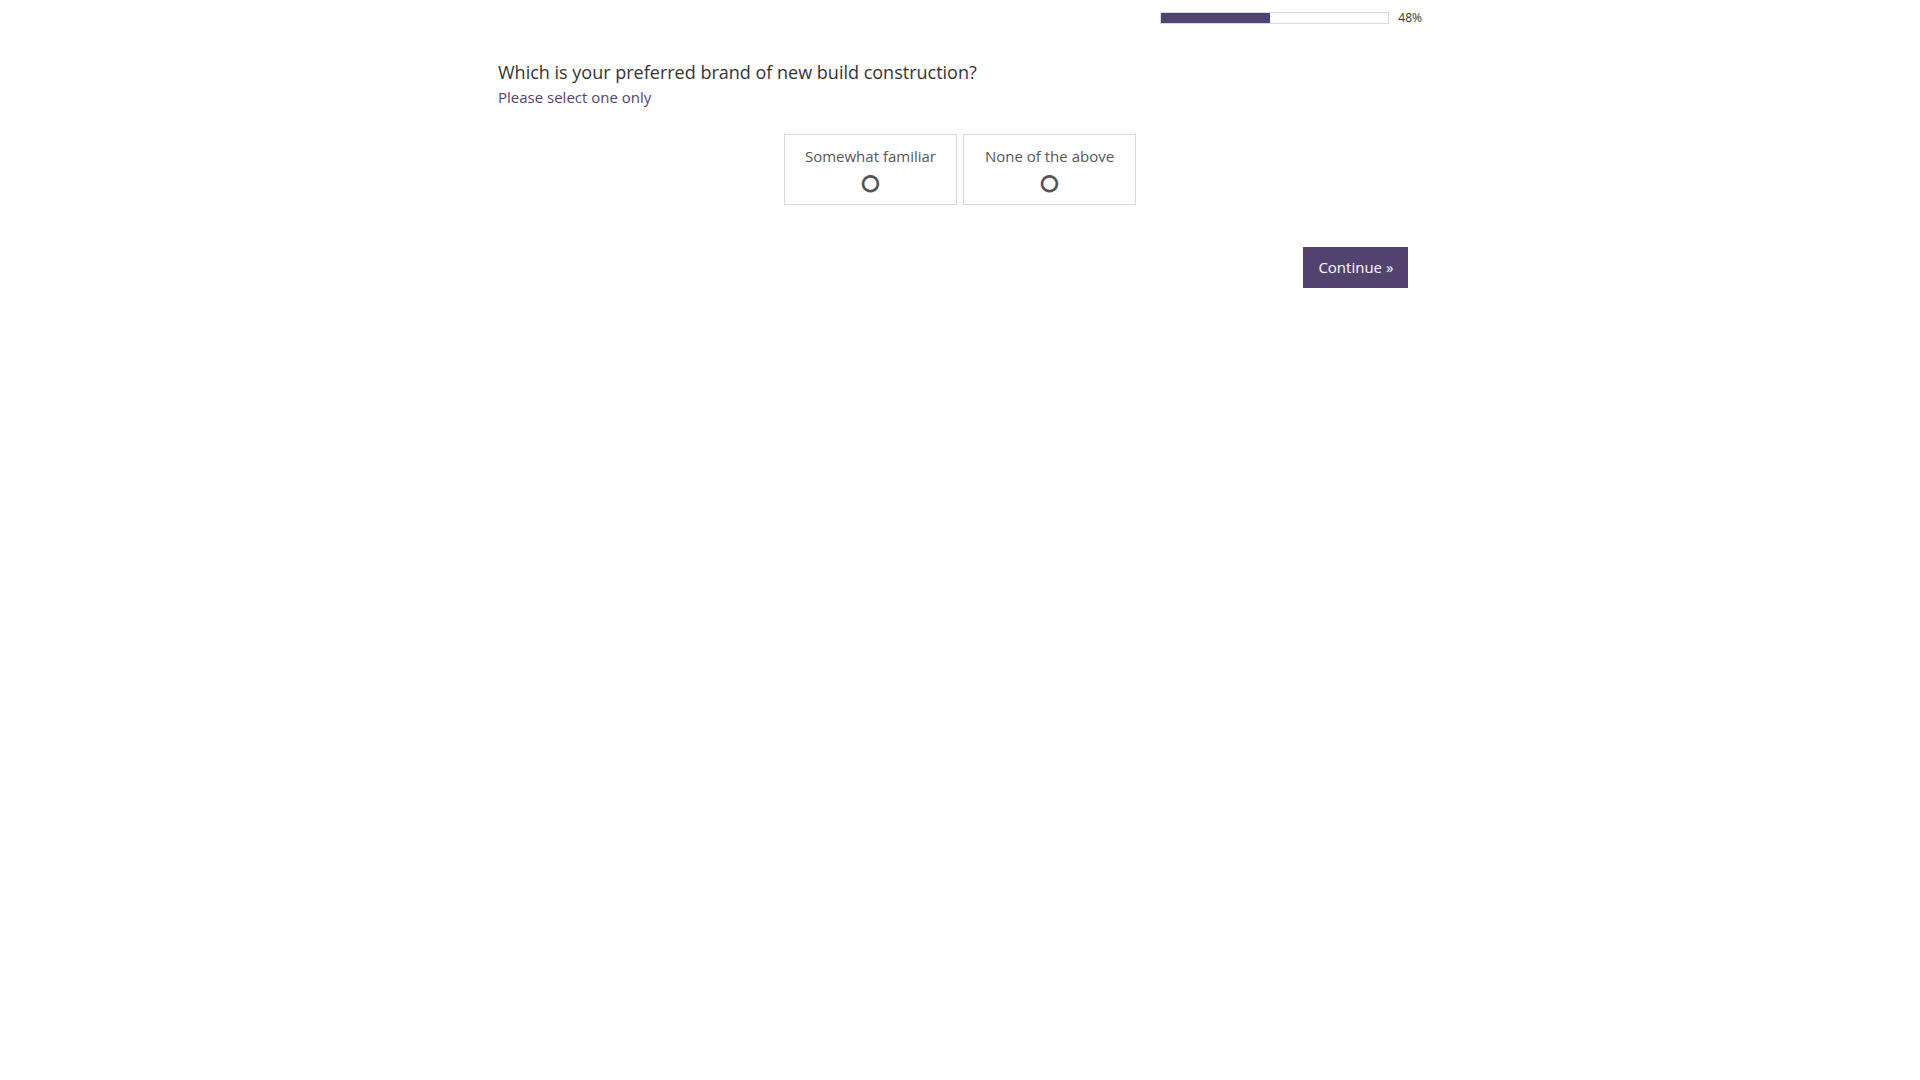 48%
Which is your preferred brand of new build construction?
Please select one only
Somewhat familiar
None of the above
Continue »